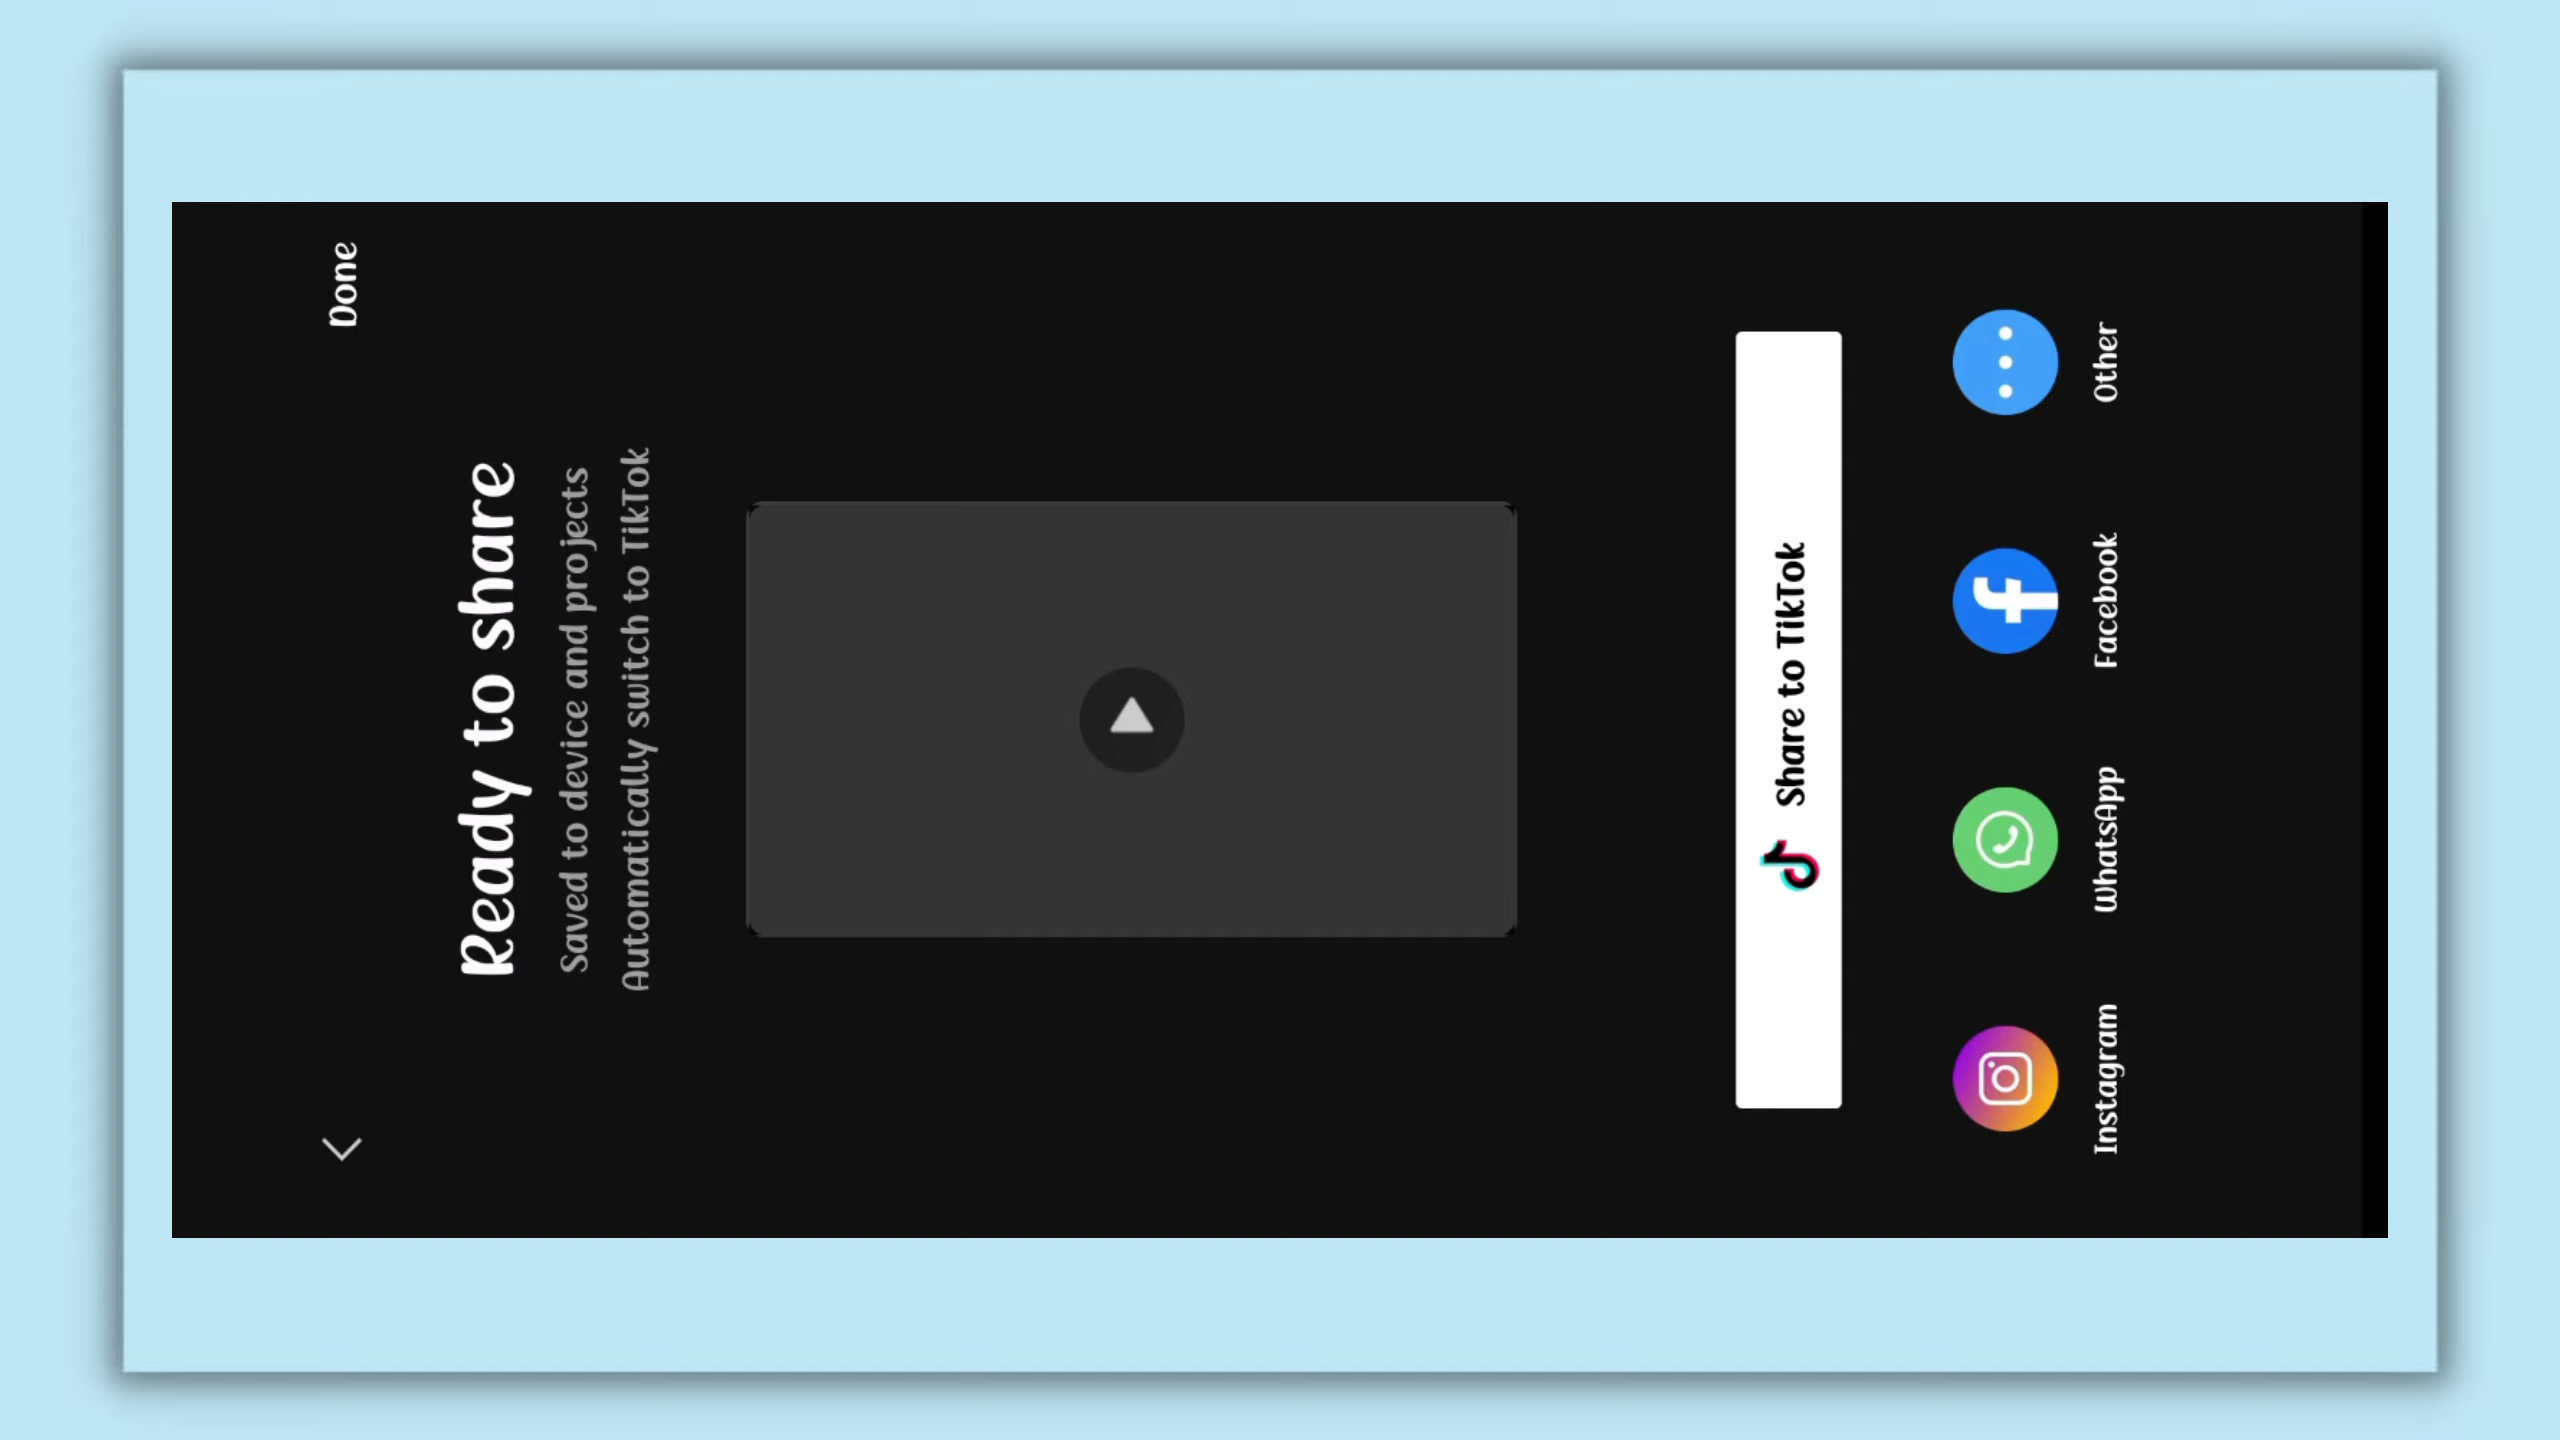 Done
Ready to share
Saved to device and projects
Automatically switch to TikTok
Share to TikTok
Instagram
WhatsApp
Facebook
Other